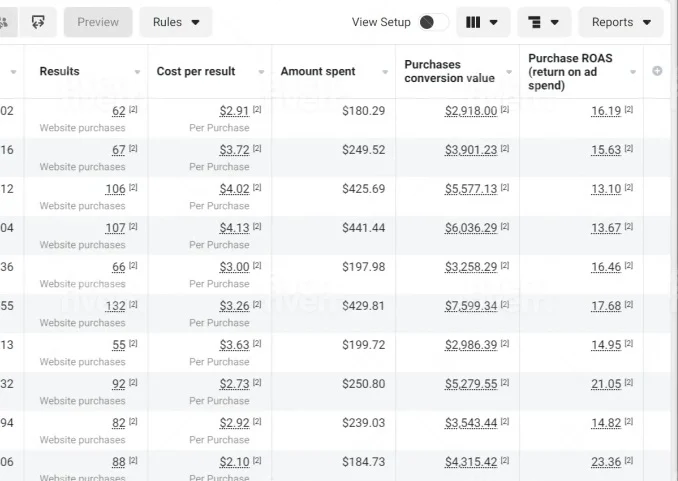 Preview
Rules
View Setup
Reports
Results
Cost per result
Amount spent
Purchases
conversion value
Purchase ROAS
(return on ad
spend)
02 62 [2] $2.91 [2] $180.29 $2,918.00 [2] 16.19 [2]
Website purchases Per Purchase
16 67 [2] $3.72 [2] $249.52 $3,901.23 [2] 15.63 [2]
Website purchases Per Purchase
12 106 [2] $4.02 [2] $425.69 $5,577.13 [2] 13.10 [2]
Website purchases Per Purchase
04 107 [2] $4.13 [2] $441.44 $6,036.29 [2] 13.67 [2]
Website purchases Per Purchase
36 66 [2] $3.00 [2] $197.98 $3,258.29 [2] 16.46 [2]
Website purchases Per Purchase
55 132 [2] $3.26 [2] $429.81 $7,599.34 [2] 17.68 [2]
Website purchases Per Purchase
13 55 [2] $3.63 [2] $199.72 $2,986.39 [2] 14.95 [2]
Website purchases Per Purchase
32 92 [2] $2.73 [2] $250.80 $5,279.55 [2] 21.05 [2]
Website purchases Per Purchase
94 82 [2] $2.92 [2] $239.03 $3,543.44 [2] 14.82 [2]
Website purchases Per Purchase
06 88 [2] $2.10 [2] $184.73 $4,315.42 [2] 23.36 [2]
Website purchases Per Purchase